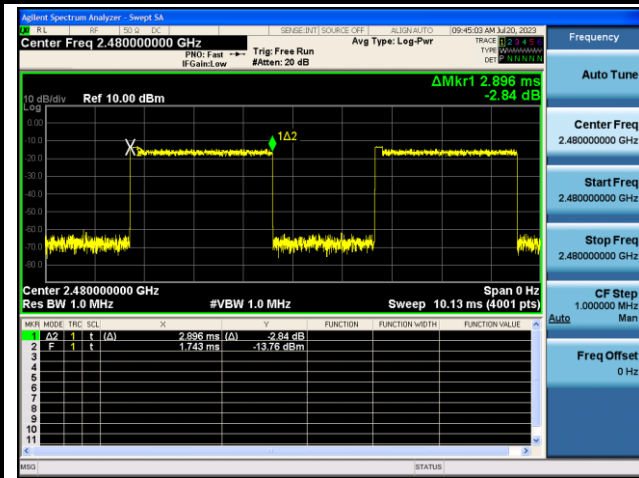 Agilent Spectrum Analyzer - Swept SA
RL RF 50 Ω DC SENSE:INT SOURCE OFF ALIGNAUTO 09:45:03 AM Jul 20, 2023
Center Freq 2.480000000 GHz
PNO: Fast
IFGain:Low
Trig: Free Run
#Atten: 20 dB
Avg Type: Log-Pwr
TRACE 1 2 3 4 5 6
TYPE
DET P N N N N N
ΔMkr1 2.896 ms
-2.84 dB
10 dB/div Ref 10.00 dBm
Log
0.00
-10.0
-20.0
-30.0
-40.0
-50.0
-60.0
-70.0
-80.0
X
1Δ2
Center 2.480000000 GHz Span 0 Hz
Res BW 1.0 MHz #VBW 1.0 MHz Sweep 10.13 ms (4001 pts)
MKR MODE TRC SCL X Y FUNCTION FUNCTION WIDTH FUNCTION VALUE
1 Δ2 1 t (Δ) 2.896 ms (Δ) -2.84 dB
2 F 1 t 1.743 ms -13.76 dBm
3
4
5
6
7
8
9
10
11
MSG STATUS
Frequency
Auto Tune
Center Freq
2.480000000 GHz
Start Freq
2.480000000 GHz
Stop Freq
2.480000000 GHz
CF Step
1.000000 MHz
Auto Man
Freq Offset
0 Hz